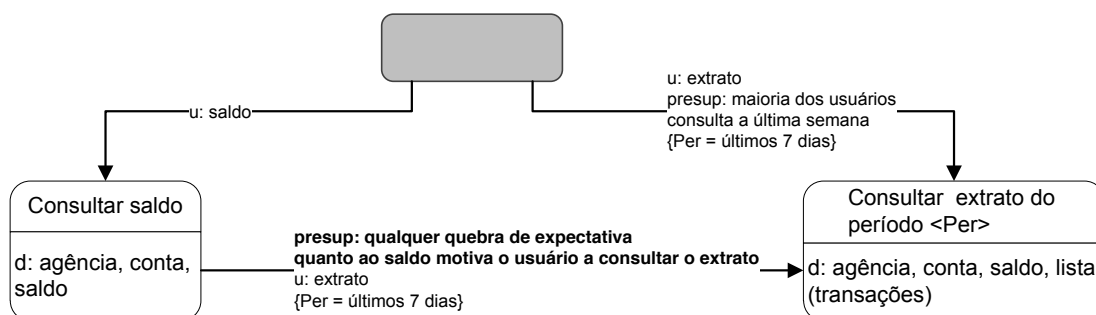 u: saldo
u: extrato
presup: maioria dos usuários
consulta a última semana
{Per = últimos 7 dias}
Consultar saldo
d: agência, conta,
saldo
presup: qualquer quebra de expectativa
quanto ao saldo motiva o usuário a consultar o extrato
u: extrato
{Per = últimos 7 dias}
Consultar extrato do
período <Per>
d: agência, conta, saldo, lista
(transações)